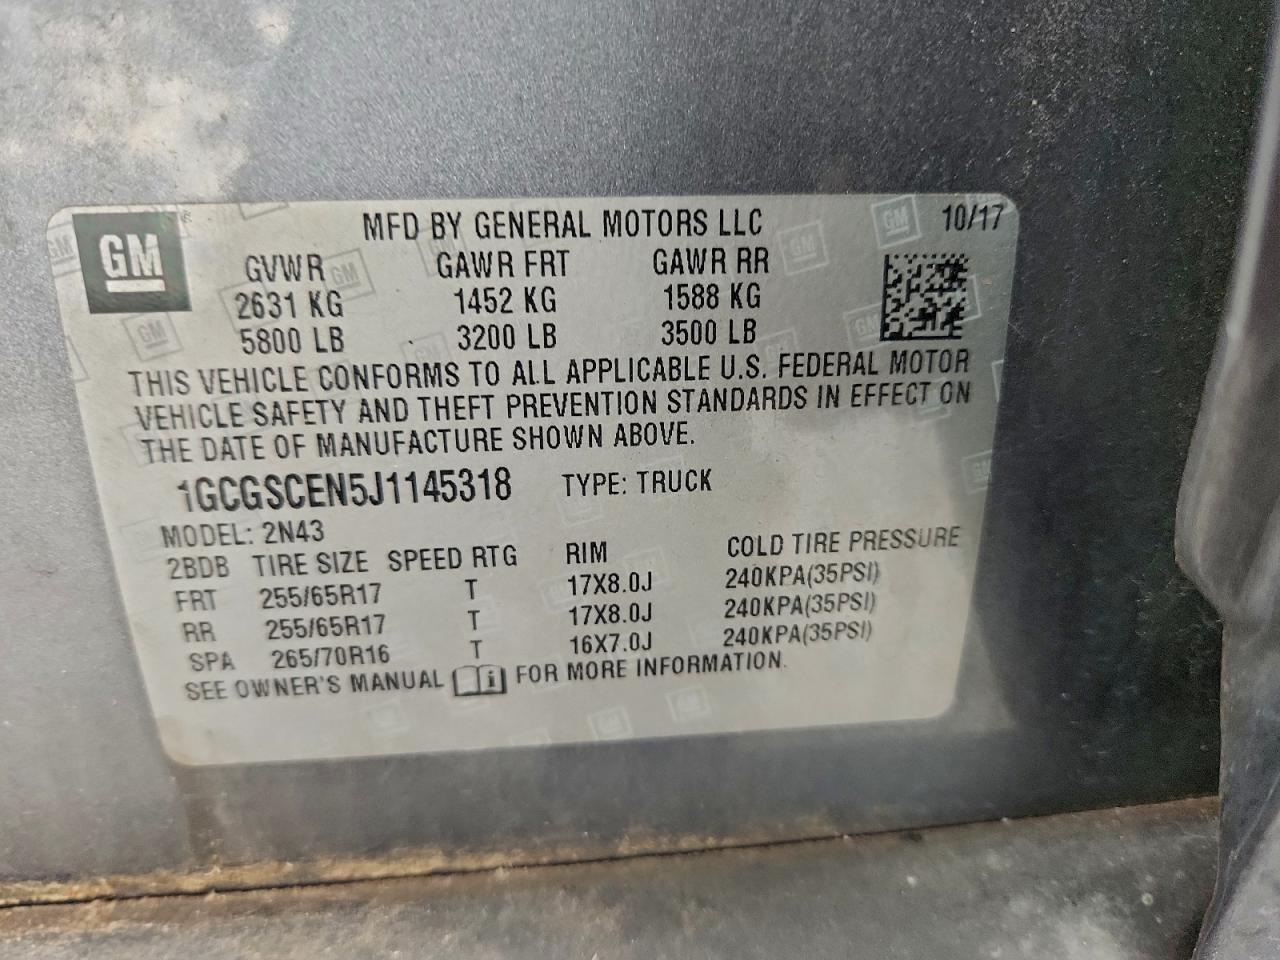 GM
MFD BY GENERAL MOTORS LLC 10/17
GVWR GAWR FRT GAWR RR
2631 KG 1452 KG 1588 KG
5800 LB 3200 LB 3500 LB
THIS VEHICLE CONFORMS TO ALL APPLICABLE U.S. FEDERAL MOTOR
VEHICLE SAFETY AND THEFT PREVENTION STANDARDS IN EFFECT ON
THE DATE OF MANUFACTURE SHOWN ABOVE.
1GCGSCEN5J1145318 TYPE: TRUCK
MODEL: 2N43
2BDB TIRE SIZE SPEED RTG RIM COLD TIRE PRESSURE
FRT 255/65R17 T 17X8.0J 240KPA(35PSI)
RR 255/65R17 T 17X8.0J 240KPA(35PSI)
SPA 265/70R16 T 16X7.0J 240KPA(35PSI)
SEE OWNER'S MANUAL i FOR MORE INFORMATION.